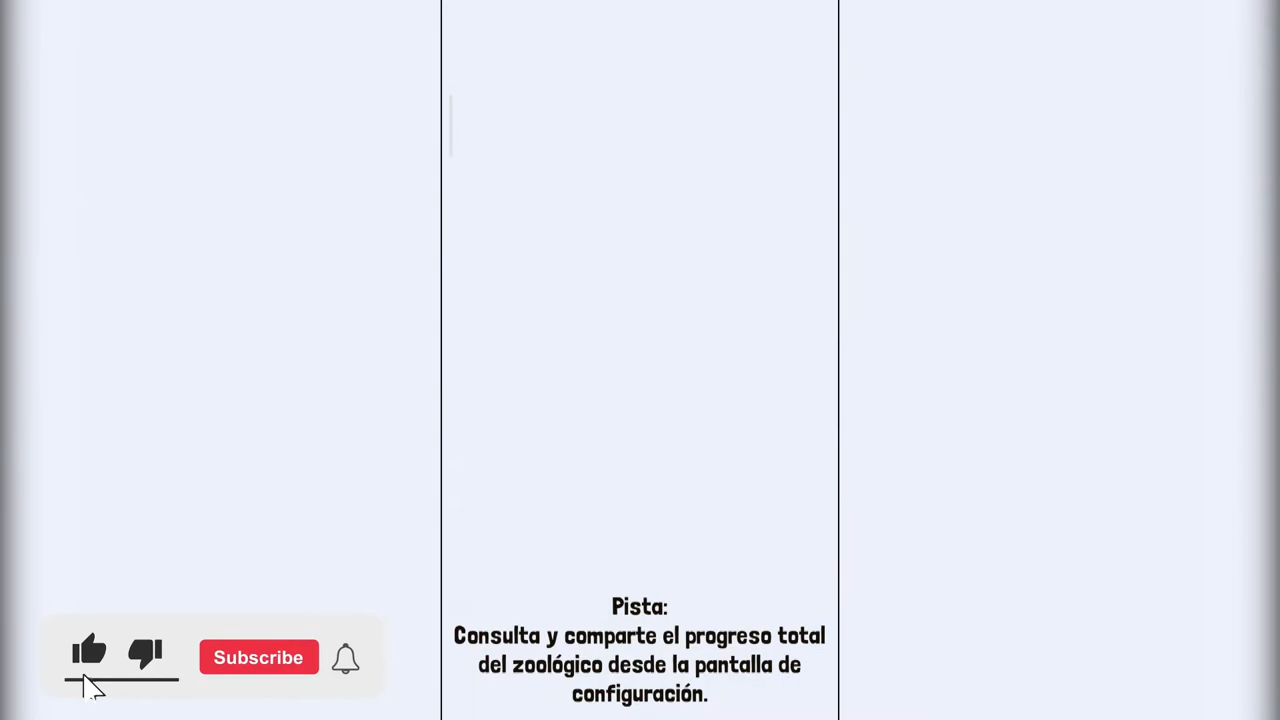 Pista:
Consulta y comparte el progreso total
del zoológico desde la pantalla de
configuración.
Subscribe